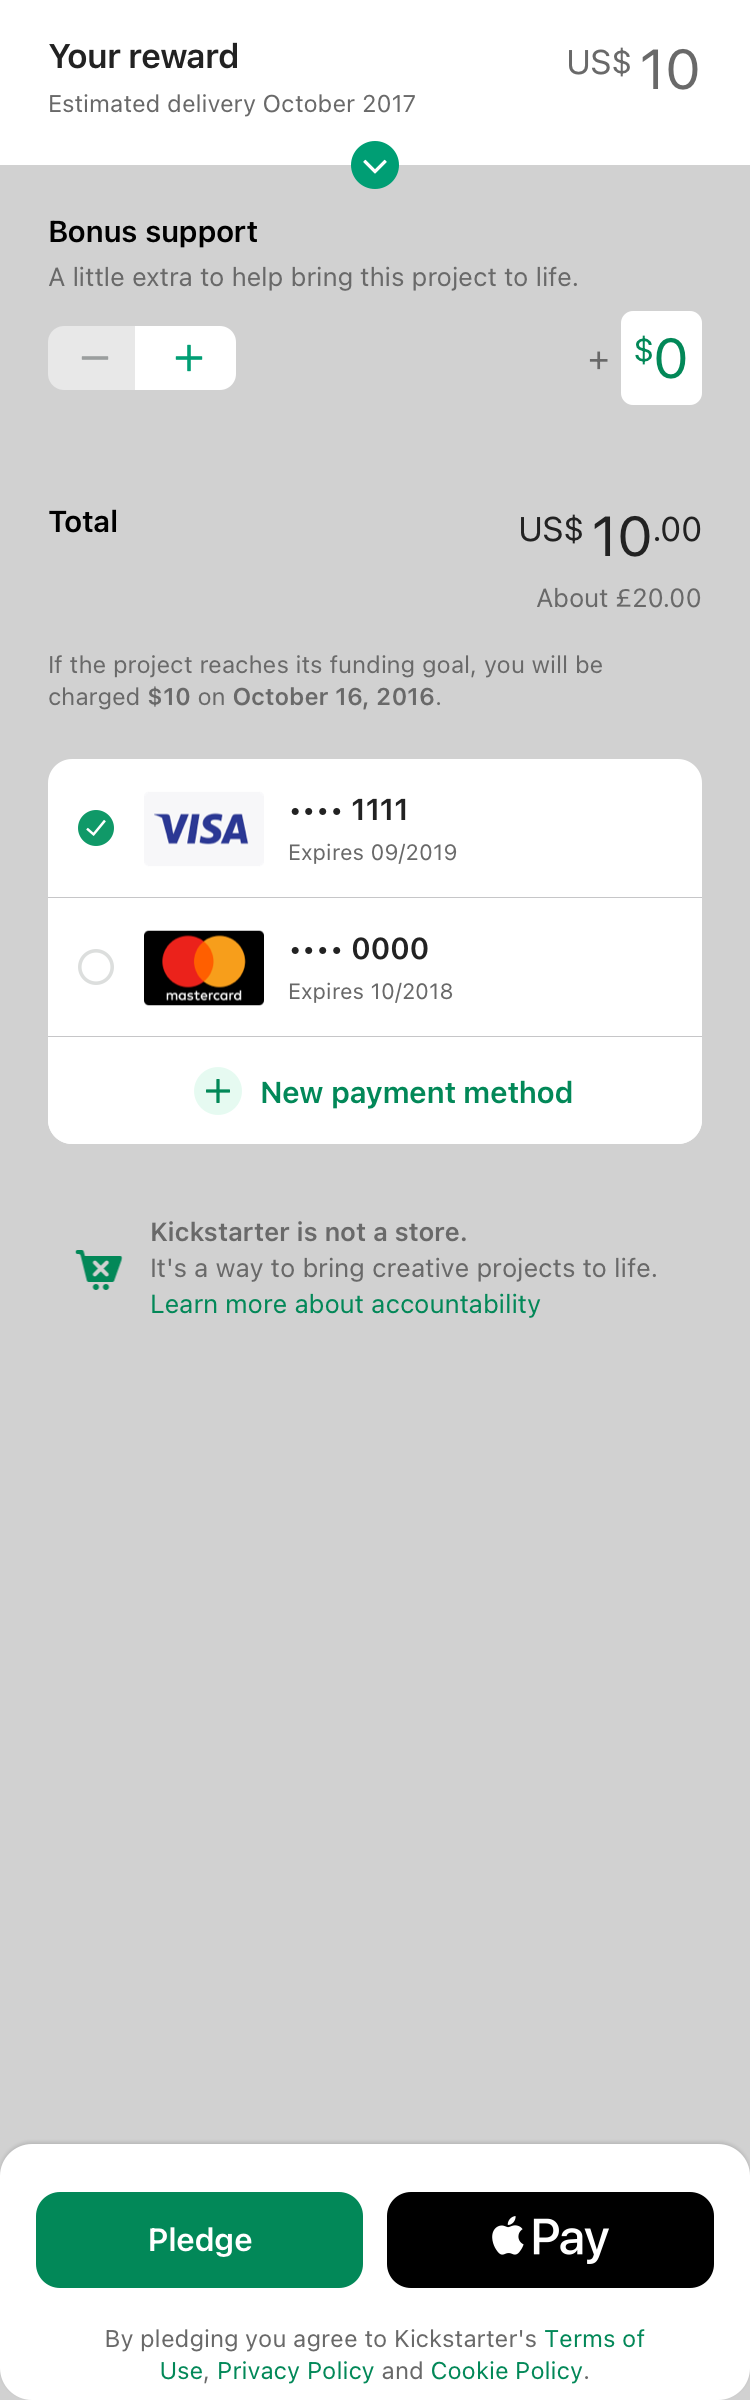 Your reward
US$ 10
Estimated delivery October 2017
Bonus support
A little extra to help bring this project to life.
− +
+ $0
Total
US$ 10.00
About £20.00
If the project reaches its funding goal, you will be
charged $10 on October 16, 2016.
VISA
•••• 1111
Expires 09/2019
mastercard
•••• 0000
Expires 10/2018
+ New payment method
Kickstarter is not a store.
It's a way to bring creative projects to life.
Learn more about accountability
Pledge
Pay
By pledging you agree to Kickstarter's Terms of
Use, Privacy Policy and Cookie Policy.